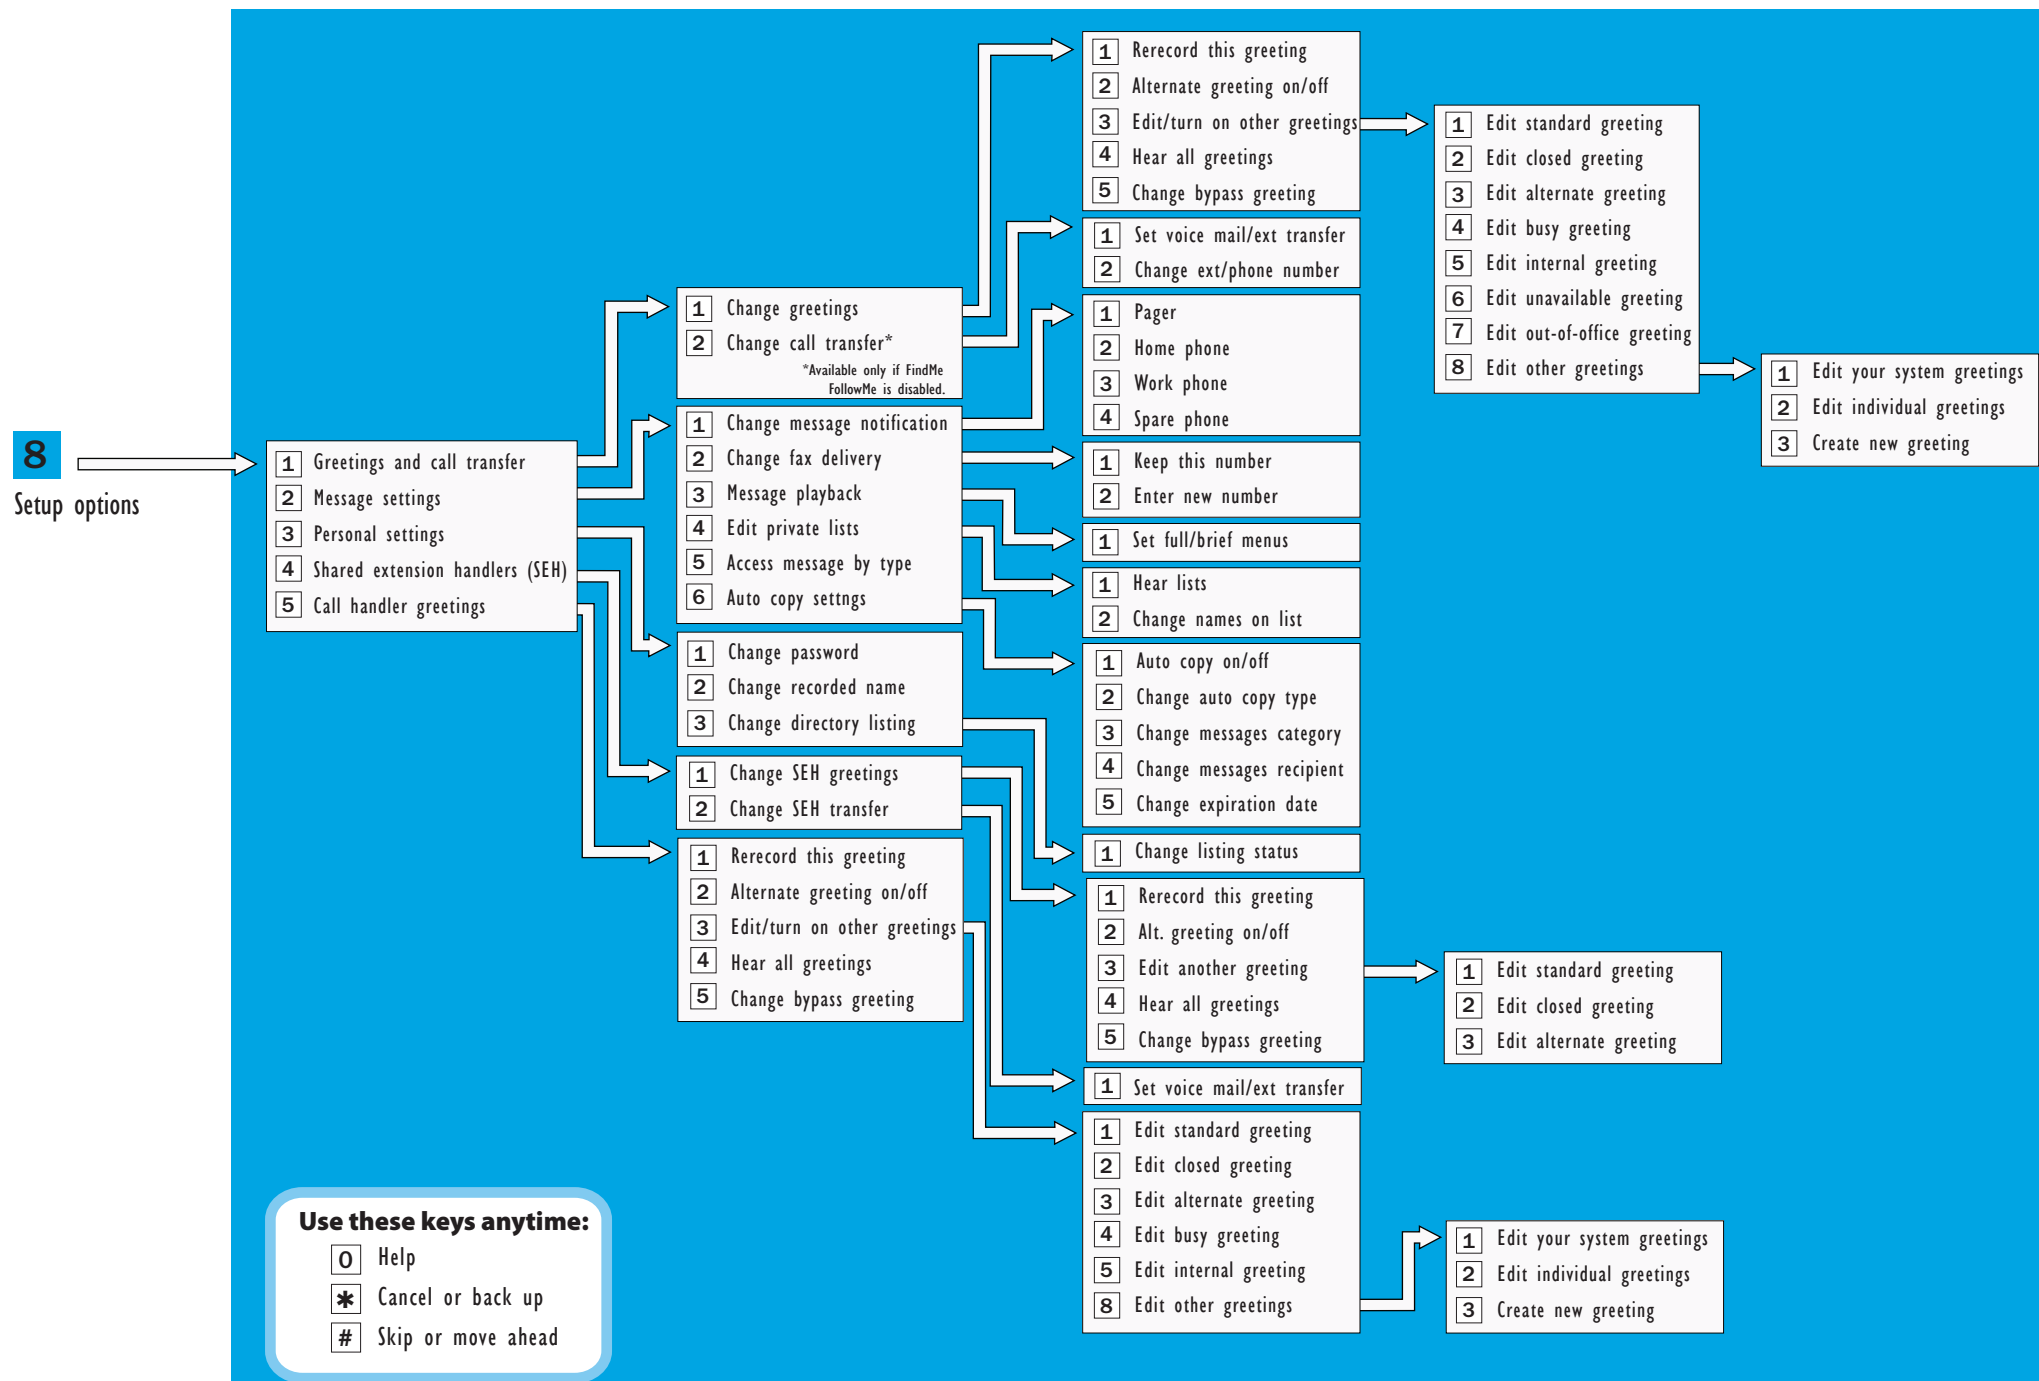 8
Setup options
1 Greetings and call transfer
2 Message settings
3 Personal settings
4 Shared extension handlers (SEH)
5 Call handler greetings
1 Change greetings
2 Change call transfer*
*Available only if FindMe
FollowMe is disabled.
1 Change message notification
2 Change fax delivery
3 Message playback
4 Edit private lists
5 Access message by type
6 Auto copy settngs
1 Change password
2 Change recorded name
3 Change directory listing
1 Change SEH greetings
2 Change SEH transfer
1 Rerecord this greeting
2 Alternate greeting on/off
3 Edit/turn on other greetings
4 Hear all greetings
5 Change bypass greeting
1 Rerecord this greeting
2 Alternate greeting on/off
3 Edit/turn on other greetings
4 Hear all greetings
5 Change bypass greeting
1 Set voice mail/ext transfer
2 Change ext/phone number
1 Pager
2 Home phone
3 Work phone
4 Spare phone
1 Keep this number
2 Enter new number
1 Set full/brief menus
1 Hear lists
2 Change names on list
1 Auto copy on/off
2 Change auto copy type
3 Change messages category
4 Change messages recipient
5 Change expiration date
1 Change listing status
1 Rerecord this greeting
2 Alt. greeting on/off
3 Edit another greeting
4 Hear all greetings
5 Change bypass greeting
1 Set voice mail/ext transfer
1 Edit standard greeting
2 Edit closed greeting
3 Edit alternate greeting
4 Edit busy greeting
5 Edit internal greeting
8 Edit other greetings
1 Edit standard greeting
2 Edit closed greeting
3 Edit alternate greeting
4 Edit busy greeting
5 Edit internal greeting
6 Edit unavailable greeting
7 Edit out-of-office greeting
8 Edit other greetings
1 Edit your system greetings
2 Edit individual greetings
3 Create new greeting
1 Edit standard greeting
2 Edit closed greeting
3 Edit alternate greeting
1 Edit your system greetings
2 Edit individual greetings
3 Create new greeting
Use these keys anytime:
0 Help
* Cancel or back up
# Skip or move ahead